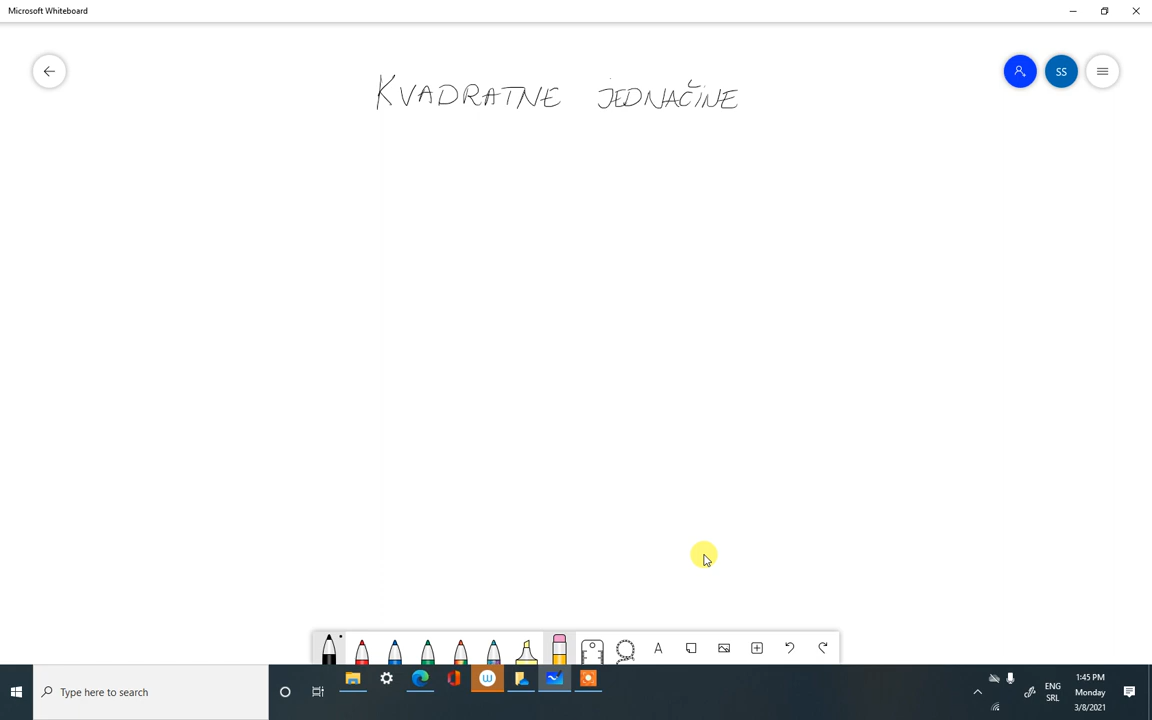 Microsoft Whiteboard
KVADRATNE JEDNAČINE
SS
A
W
Type here to search
ENG
SRL
1:45 PM
Monday
3/8/2021